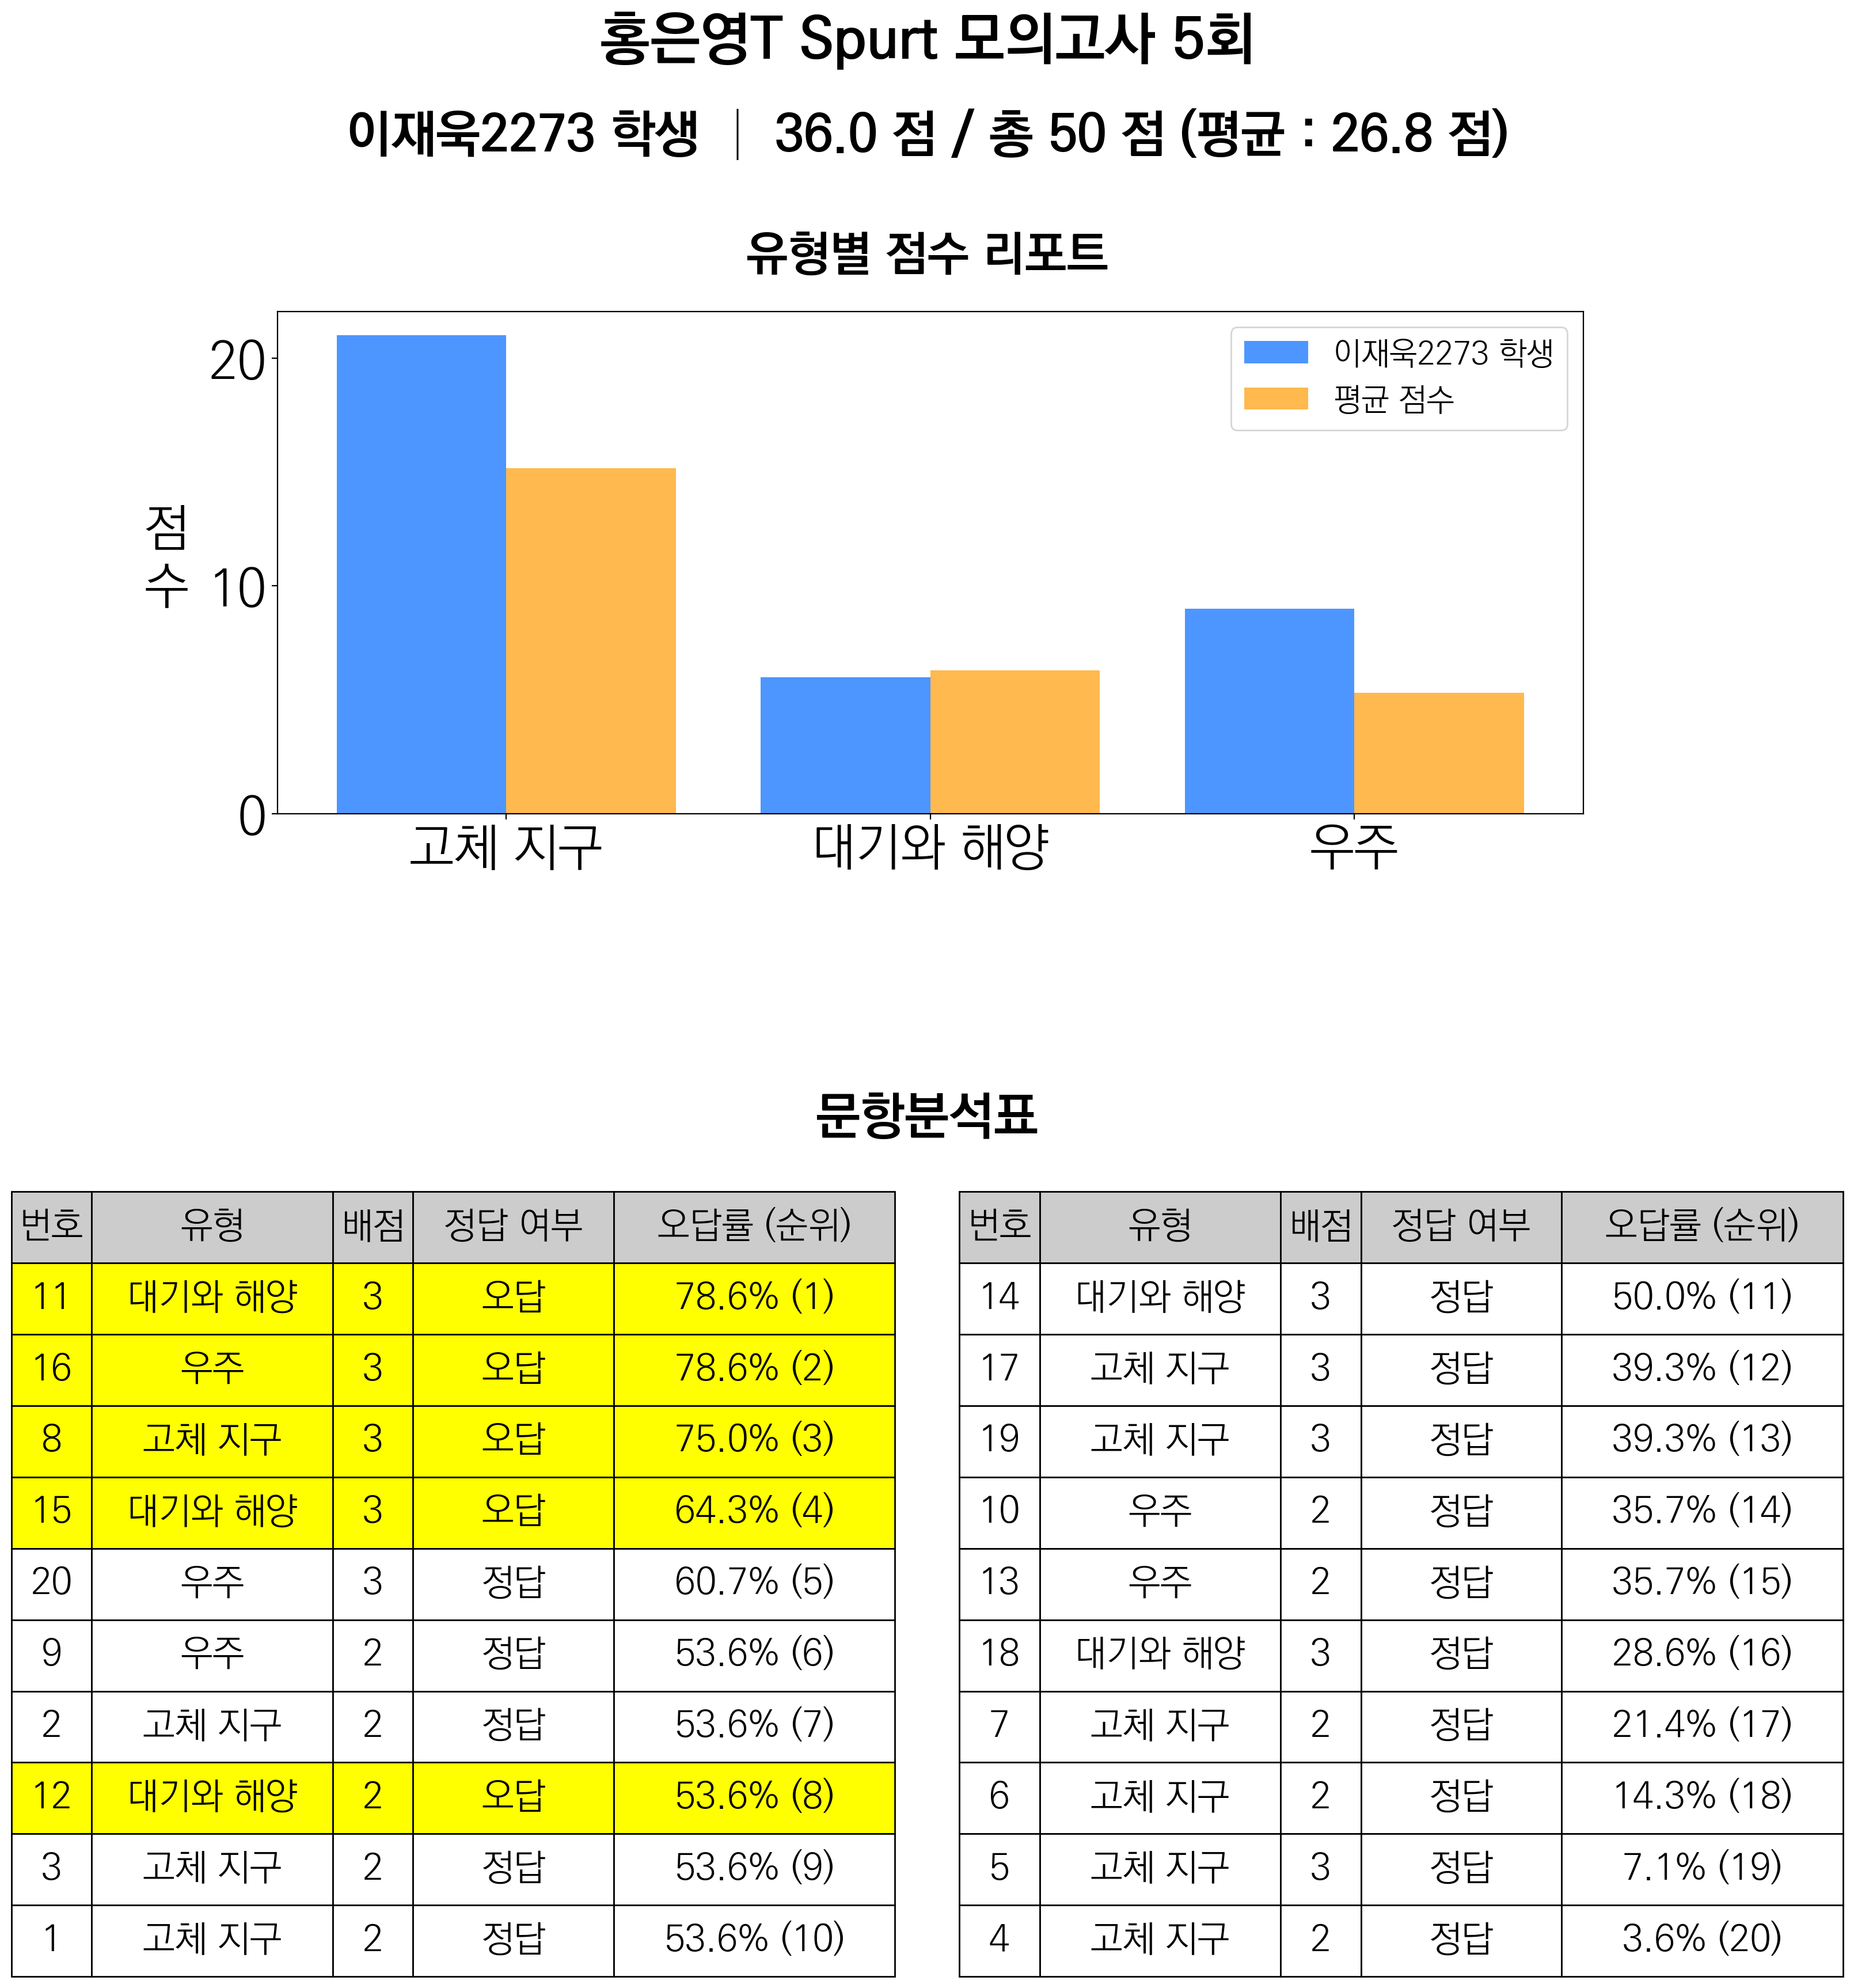 홍은영T Spurt 모의고사 5회
이재욱2273 학생 | 36.0 점 / 총 50 점 (평균 : 26.8 점)
유형별 점수 리포트
점수
20
10
0
이재욱2273 학생
평균 점수
고체 지구 대기와 해양 우주
문항분석표
번호 유형 배점 정답 여부 오답률 (순위)
11 대기와 해양 3 오답 78.6% (1)
16 우주 3 오답 78.6% (2)
8 고체 지구 3 오답 75.0% (3)
15 대기와 해양 3 오답 64.3% (4)
20 우주 3 정답 60.7% (5)
9 우주 2 정답 53.6% (6)
2 고체 지구 2 정답 53.6% (7)
12 대기와 해양 2 오답 53.6% (8)
3 고체 지구 2 정답 53.6% (9)
1 고체 지구 2 정답 53.6% (10)
번호 유형 배점 정답 여부 오답률 (순위)
14 대기와 해양 3 정답 50.0% (11)
17 고체 지구 3 정답 39.3% (12)
19 고체 지구 3 정답 39.3% (13)
10 우주 2 정답 35.7% (14)
13 우주 2 정답 35.7% (15)
18 대기와 해양 3 정답 28.6% (16)
7 고체 지구 2 정답 21.4% (17)
6 고체 지구 2 정답 14.3% (18)
5 고체 지구 3 정답 7.1% (19)
4 고체 지구 2 정답 3.6% (20)